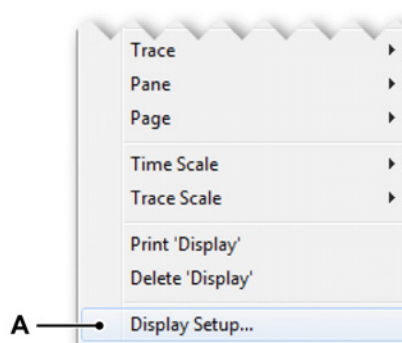 Trace
Pane
Page
Time Scale
Trace Scale
Print 'Display'
Delete 'Display'
A Display Setup...